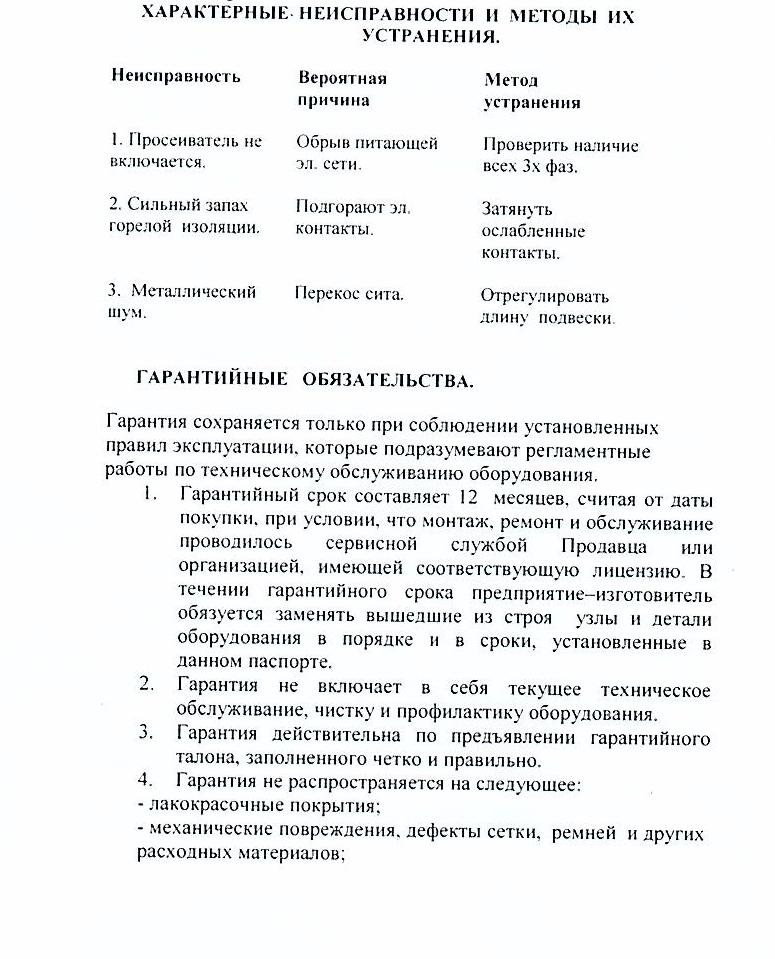 ХАРАКТЕРНЫЕ НЕИСПРАВНОСТИ И МЕТОДЫ ИХ
УСТРАНЕНИЯ.
Неисправность Вероятная Метод
причина устранения
1. Просеиватель не Обрыв питающей Проверить наличие
включается. эл. сети. всех 3х фаз.
2. Сильный запах Подгорают эл. Затянуть
горелой изоляции. контакты. ослабленные
контакты.
3. Металлический Перекос сита. Отрегулировать
шум. длину подвески.
ГАРАНТИЙНЫЕ ОБЯЗАТЕЛЬСТВА.
Гарантия сохраняется только при соблюдении установленных
правил эксплуатации, которые подразумевают регламентные
работы по техническому обслуживанию оборудования.
1. Гарантийный срок составляет 12 месяцев, считая от даты
покупки, при условии, что монтаж, ремонт и обслуживание
проводилось сервисной службой Продавца или
организацией, имеющей соответствующую лицензию. В
течении гарантийного срока предприятие–изготовитель
обязуется заменять вышедшие из строя узлы и детали
оборудования в порядке и в сроки, установленные в
данном паспорте.
2. Гарантия не включает в себя текущее техническое
обслуживание, чистку и профилактику оборудования.
3. Гарантия действительна по предъявлении гарантийного
талона, заполненного четко и правильно.
4. Гарантия не распространяется на следующее:
- лакокрасочные покрытия;
- механические повреждения, дефекты сетки, ремней и других
расходных материалов;